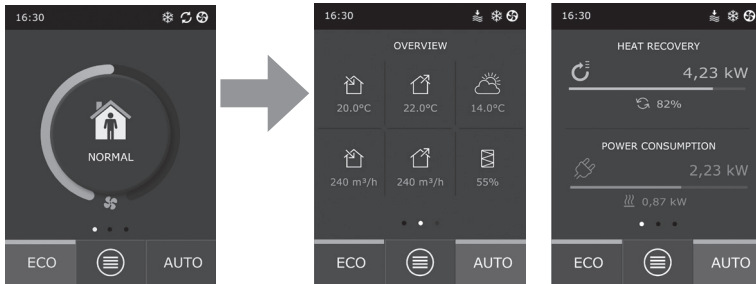 16:30
NORMAL
ECO
AUTO
16:30
OVERVIEW
20.0°C 22.0°C 14.0°C
240 m³/h 240 m³/h 55%
ECO
AUTO
16:30
HEAT RECOVERY
4,23 kW
82%
POWER CONSUMPTION
2,23 kW
0,87 kW
ECO
AUTO